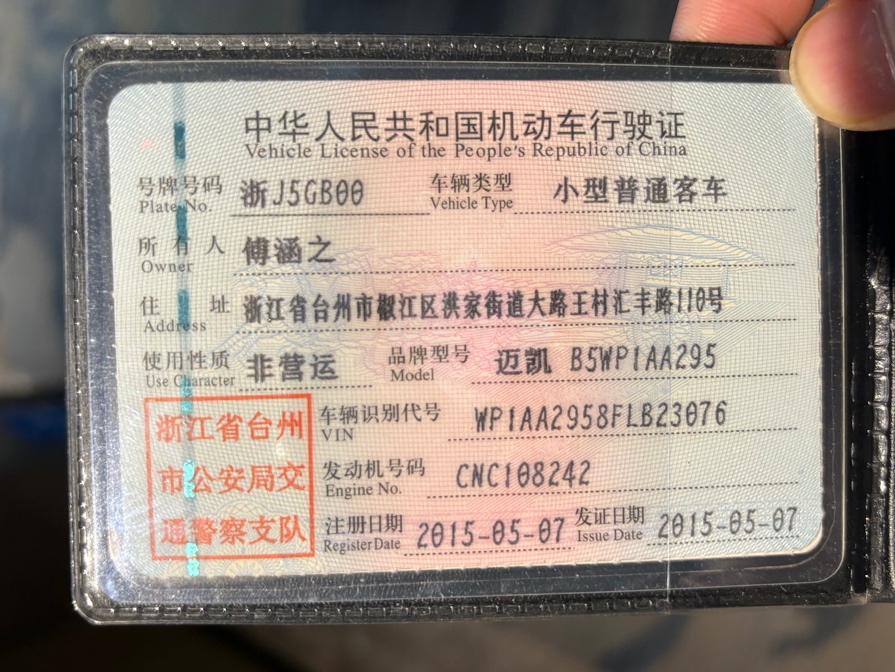 中华人民共和国机动车行驶证
Vehicle License of the People's Republic of China
号牌号码 浙J5GB00 车辆类型 小型普通客车
Plate No. Vehicle Type
所有人 傅涵之
Owner
住址 浙江省台州市椒江区洪家街道大路王村汇丰路110号
Address
使用性质 非营运 品牌型号 迈凯 B5WP1AA295
Use Character Model
浙江省台州 车辆识别代号 WP1AA2958FLB23076
VIN
市公安局交 发动机号码 CNC108242
Engine No.
通警察支队 注册日期 2015-05-07 发证日期 2015-05-07
Register Date Issue Date